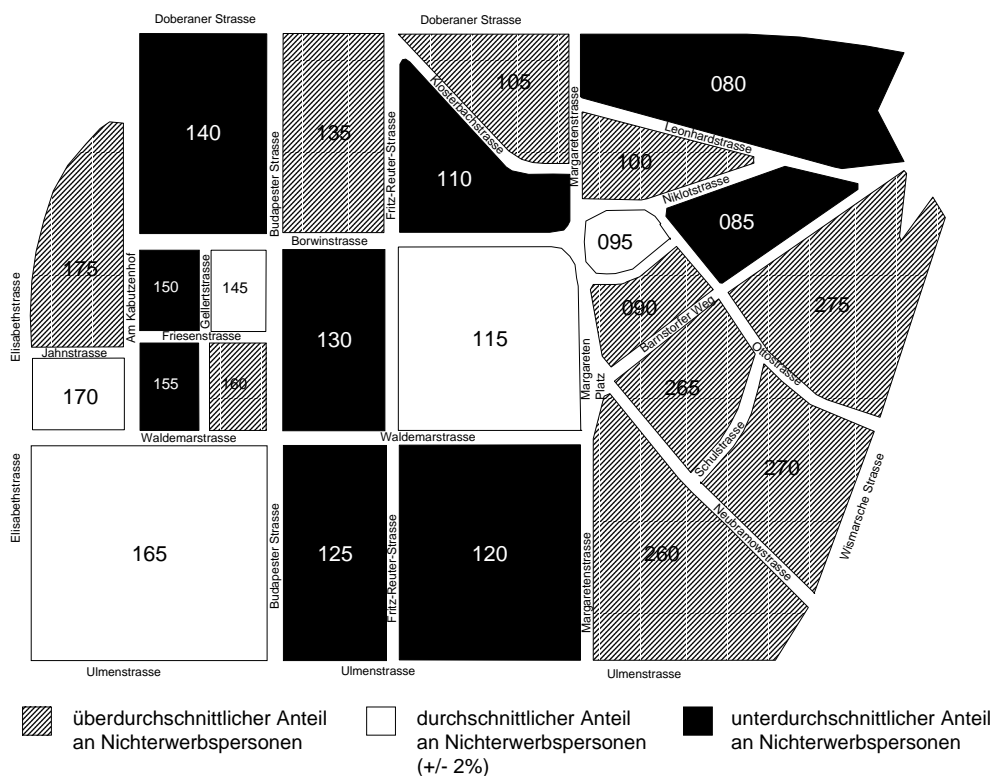 Doberaner Strasse
Doberaner Strasse
080
105
Klosterbachstrasse
140
135
Budapester Strasse
Fritz-Reuter-Strasse
110
Margaretenstrasse
Leonhardstrasse
100
Niklotstrasse
085
095
Borwinstrasse
175
Elisabethstrasse
Am Kabutzenhof
150
Gellertstrasse
145
Friesenstrasse
Jahnstrasse
170
155
160
130
115
Margareten
Platz
090
Barnstorfer Weg
275
Ottostrasse
265
Schulstrasse
270
Waldemarstrasse
Waldemarstrasse
Elisabethstrasse
165
Budapester Strasse
125
Fritz-Reuter-Strasse
120
Margaretenstrasse
260
Neubramowstrasse
Wismarsche Strasse
Ulmenstrasse
Ulmenstrasse
Ulmenstrasse
überdurchschnittlicher Anteil
an Nichterwerbspersonen
durchschnittlicher Anteil
an Nichterwerbspersonen
(+/- 2%)
unterdurchschnittlicher Anteil
an Nichterwerbspersonen